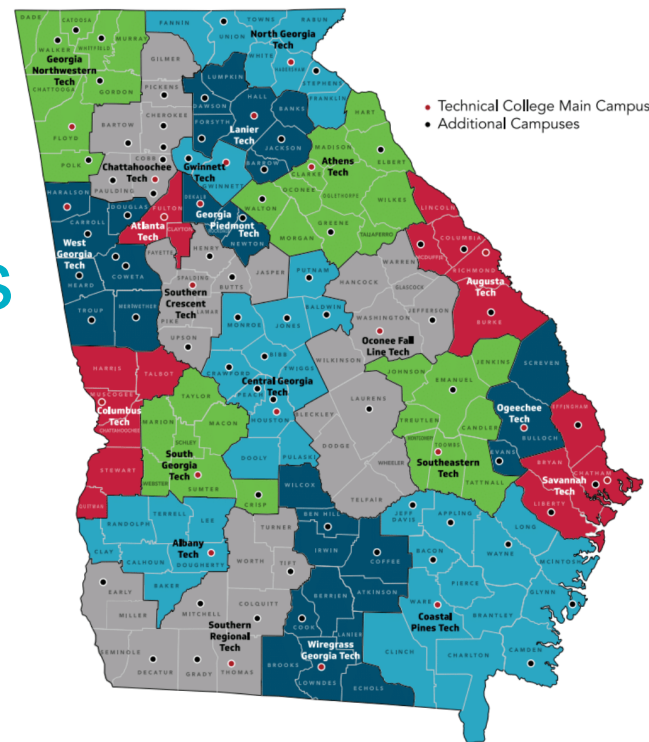 DADE
CATOOSA
WALKER
WHITFIELD
MURRAY
Georgia
Northwestern
Tech
CHATTOOGA
GORDON
FLOYD
POLK
FANNIN
UNION
TOWNS
RABUN
North Georgia
Tech
WHITE
HABERSHAM
STEPHENS
FRANKLIN
GILMER
PICKENS
BARTOW
CHEROKEE
COBB
Chattahoochee
Tech
PAULDING
LUMPKIN
DAWSON
HALL
BANKS
FORSYTH
Lanier
Tech
JACKSON
BARROW
Gwinnett
Tech
GWINNETT
HART
MADISON
ELBERT
Athens
Tech
CLARKE
OCONEE
OGLETHORPE
WILKES
WALTON
GREENE
MORGAN
TALIAFERRO
Technical College Main Campus
Additional Campuses
HARALSON
DOUGLAS
CARROLL
West
Georgia
Tech
HEARD
COWETA
TROUP
MERIWETHER
FULTON
Atlanta
Tech
CLAYTON
DEKALB
Georgia
Piedmont
Tech
NEWTON
S
FAYETTE
HENRY
SPALDING
BUTTS
JASPER
Southern
Crescent
Tech
LAMAR
PIKE
UPSON
LINCOLN
COLUMBIA
MCDUFFIE
RICHMOND
Augusta
Tech
BURKE
WARREN
HANCOCK
GLASCOCK
WASHINGTON
JEFFERSON
Oconee Fall
Line Tech
WILKINSON
LAURENS
BLECKLEY
DODGE
WHEELER
TELFAIR
PUTNAM
BALDWIN
MONROE
JONES
BIBB
CRAWFORD
TWIGGS
Central Georgia
Tech
PEACH
HOUSTON
DOOLY
PULASKI
HARRIS
TALBOT
MUSCOGEE
Columbus
Tech
CHATTAHOOCHEE
STEWART
QUITMAN
TAYLOR
MARION
MACON
SCHLEY
South
Georgia
Tech
WEBSTER
SUMTER
CRISP
JENKINS
JOHNSON
EMANUEL
TREUTLEN
CANDLER
MONTGOMERY
TOOMBS
Southeastern
Tech
TATTNALL
SCREVEN
Ogeechee
Tech
BULLOCH
EVANS
EFFINGHAM
BRYAN
CHATHAM
Savannah
Tech
LIBERTY
TERRELL
RANDOLPH
LEE
Albany
Tech
CLAY
CALHOUN
DOUGHERTY
BAKER
TURNER
WORTH
TIFT
EARLY
MILLER
MITCHELL
COLQUITT
Southern
Regional
Tech
SEMINOLE
DECATUR
GRADY
THOMAS
WILCOX
BEN HILL
IRWIN
COFFEE
BERRIEN
ATKINSON
COOK
LANIER
Wiregrass
Georgia Tech
BROOKS
LOWNDES
ECHOLS
JEFF
DAVIS
APPLING
LONG
BACON
WAYNE
MCINTOSH
PIERCE
GLYNN
WARE
BRANTLEY
Coastal
Pines Tech
CLINCH
CHARLTON
CAMDEN